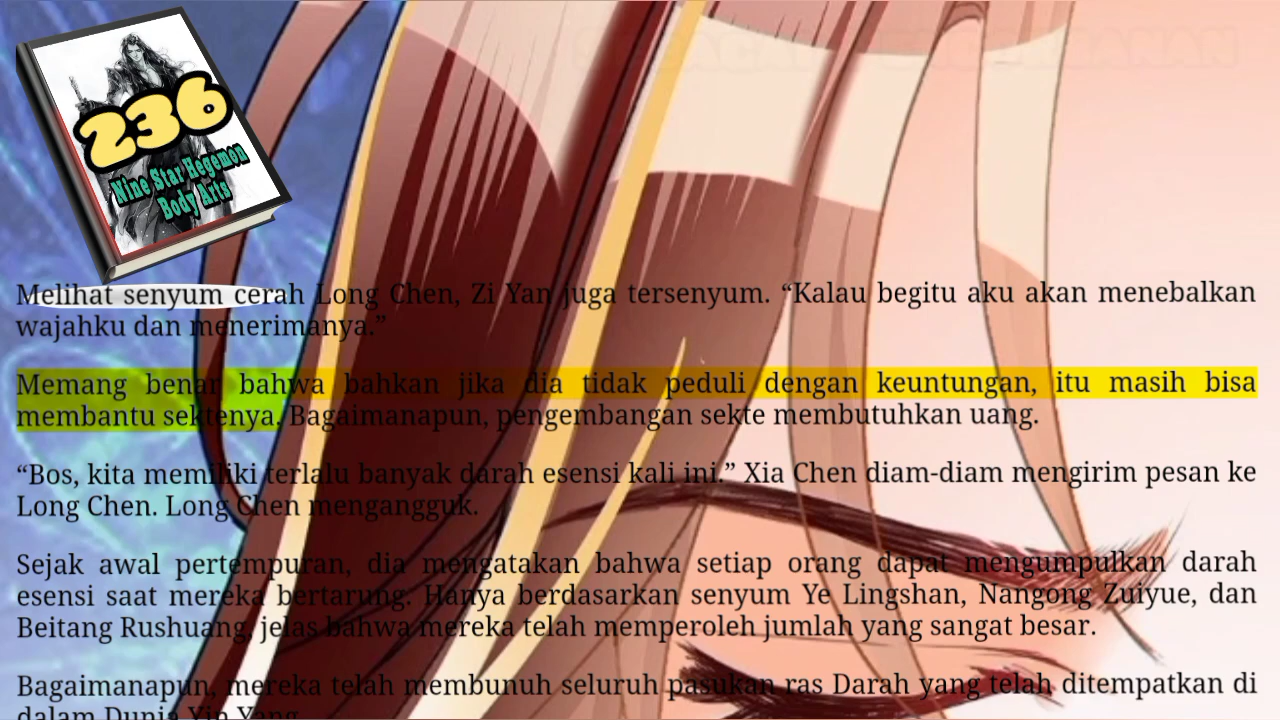 236
Nine Star Hegemon
Body Arts
Melihat senyum cerah Long Chen, Zi Yan juga tersenyum. “Kalau begitu aku akan menebalkan
wajahku dan menerimanya.”
Memang benar bahwa bahkan jika dia tidak peduli dengan keuntungan, itu masih bisa
membantu sektenya. Bagaimanapun, pengembangan sekte membutuhkan uang.
“Bos, kita memiliki terlalu banyak darah esensi kali ini.” Xia Chen diam-diam mengirim pesan ke
Long Chen. Long Chen mengangguk.
Sejak awal pertempuran, dia mengatakan bahwa setiap orang dapat mengumpulkan darah
esensi saat mereka bertarung. Hanya berdasarkan senyum Ye Lingshan, Nangong Zuiyue, dan
Beitang Rushuang, jelas bahwa mereka telah memperoleh jumlah yang sangat besar.
Bagaimanapun, mereka telah membunuh seluruh pasukan ras Darah yang telah ditempatkan di
dalam Dunia Yin Yang.